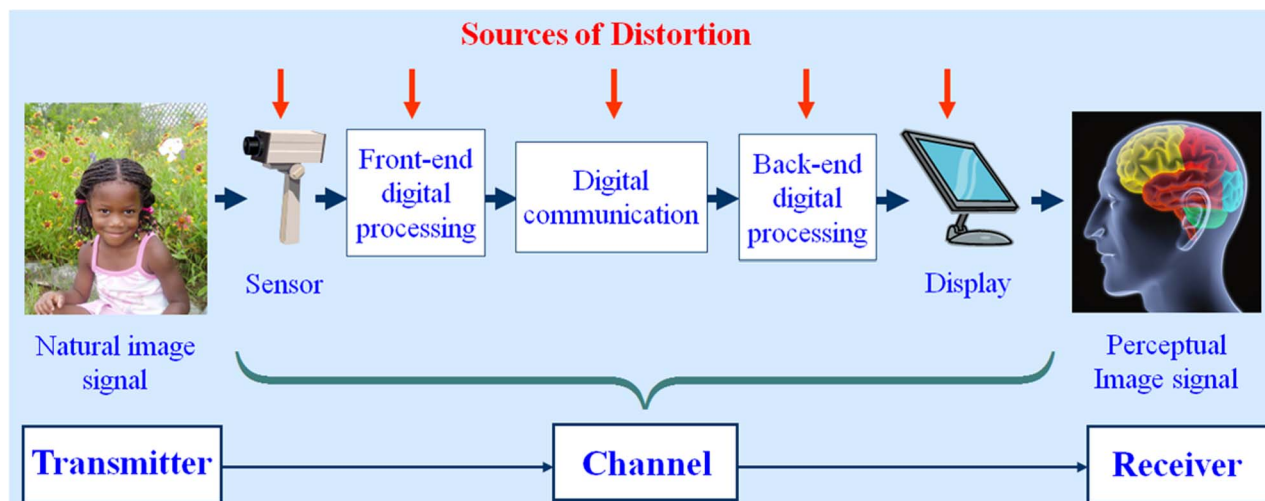 Sources of Distortion
Front-end
digital
processing
Digital
communication
Back-end
digital
processing
Sensor
Display
Natural image
signal
Perceptual
Image signal
Transmitter
Channel
Receiver